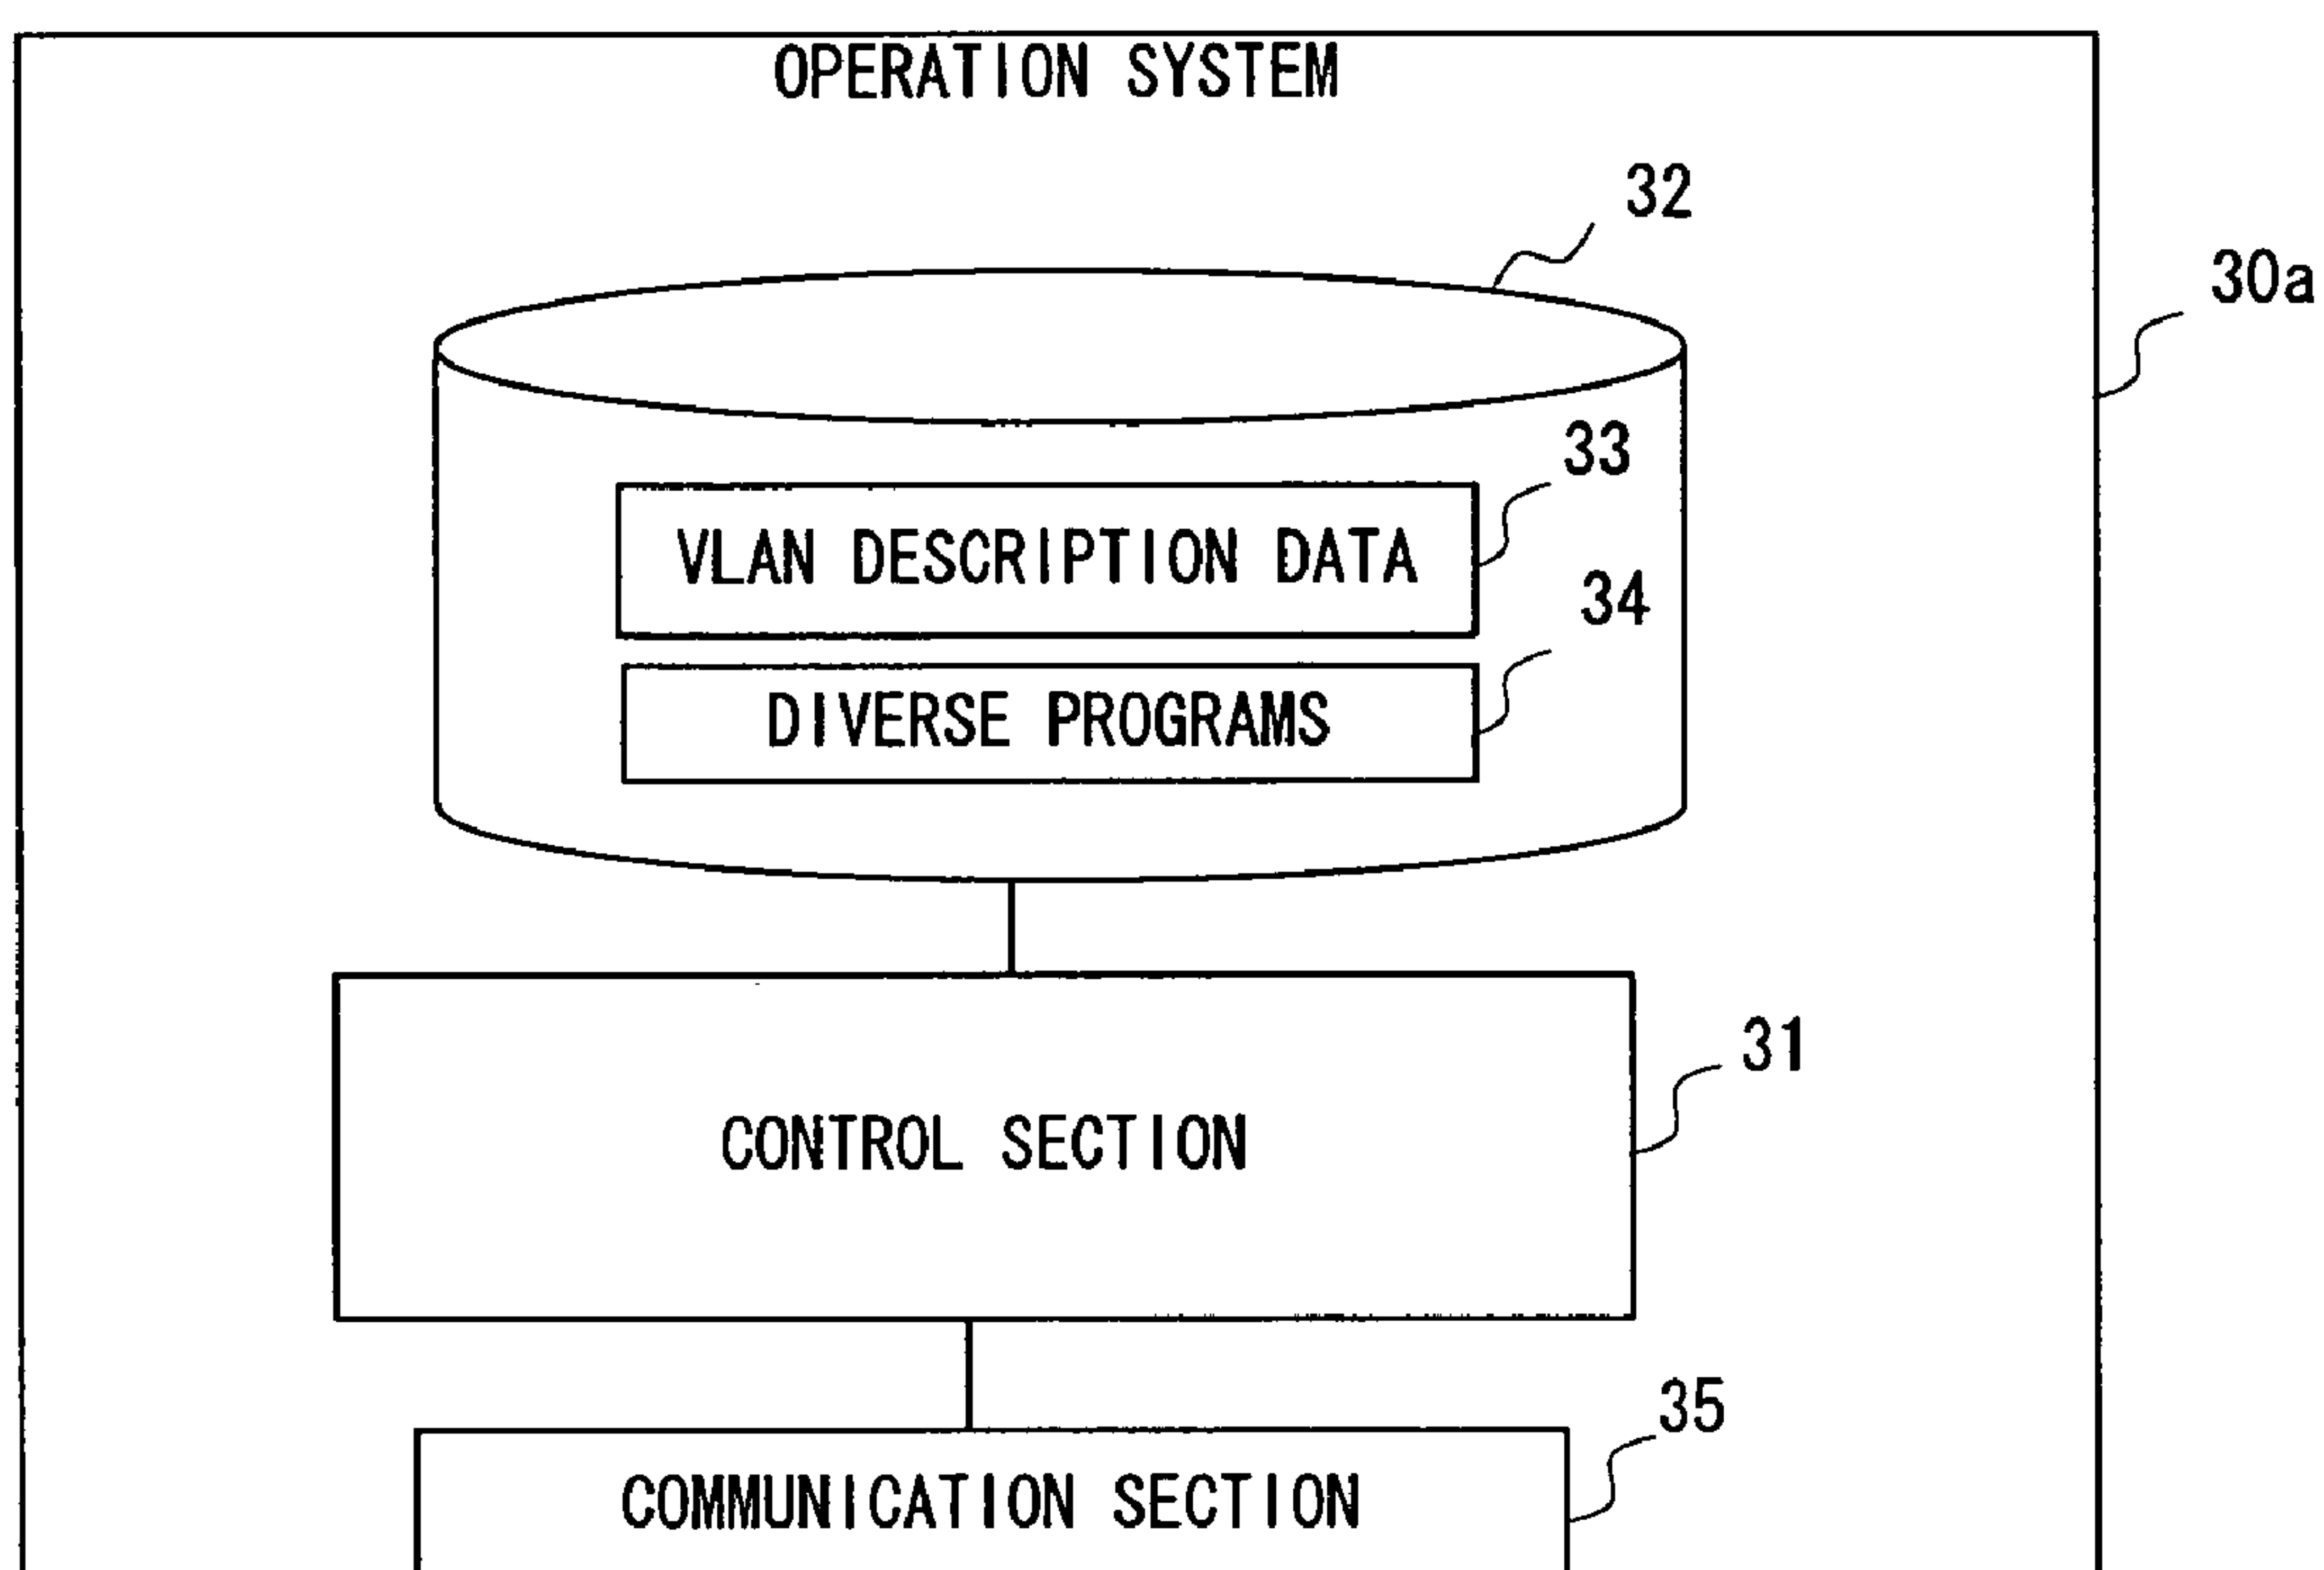 OPERATION SYSTEM
32
30a
33
VLAN DESCRIPTION DATA
34
DIVERSE PROGRAMS
31
CONTROL SECTION
35
COMMUNICATION SECTION